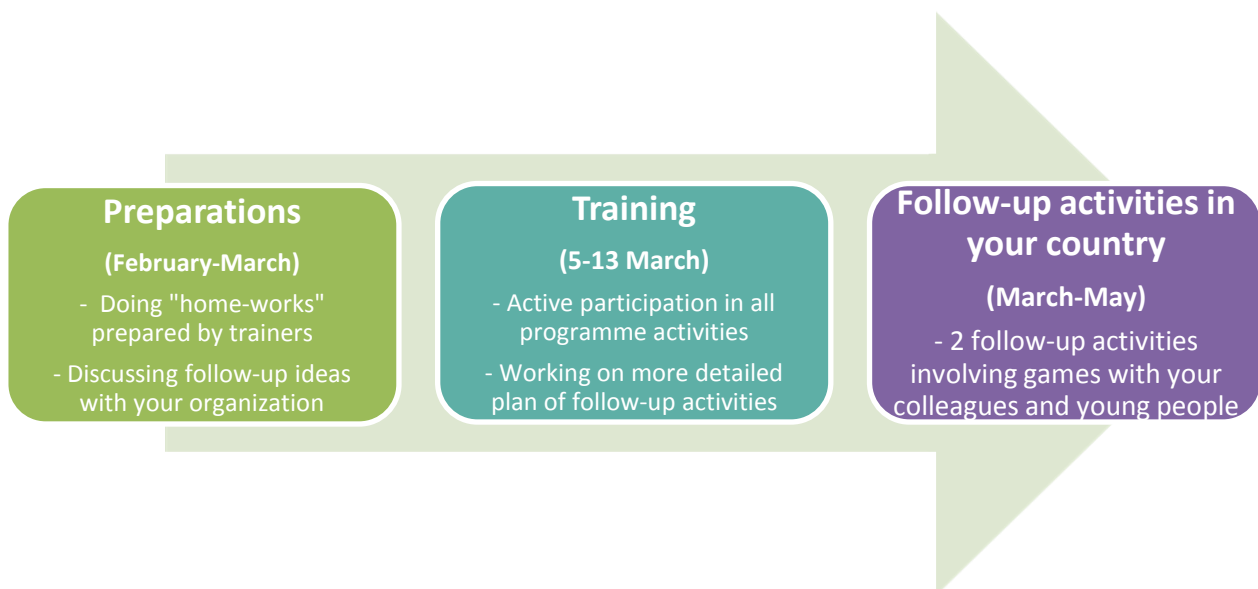 Preparations
(February-March)
- Doing "home-works"
prepared by trainers
- Discussing follow-up ideas
with your organization
Training
(5-13 March)
- Active participation in all
programme activities
- Working on more detailed
plan of follow-up activities
Follow-up activities in
your country
(March-May)
- 2 follow-up activities
involving games with your
colleagues and young people